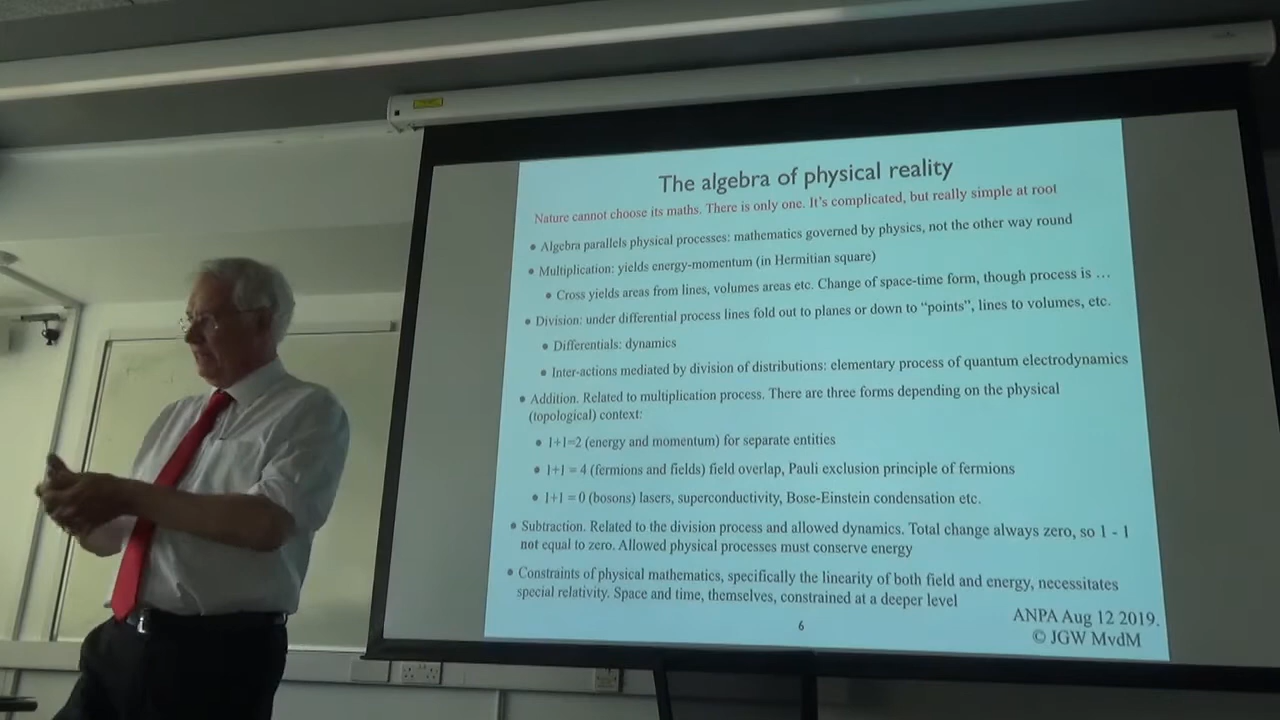 The algebra of physical reality
Nature cannot choose its maths. There is only one. It's complicated, but really simple at root
• Algebra parallels physical processes: mathematics governed by physics, not the other way round
• Multiplication: yields energy-momentum (in Hermitian square)
• Cross yields areas from lines, volumes areas etc. Change of space-time form, though process is …
• Division: under differential process lines fold out to planes or down to "points", lines to volumes, etc.
• Differentials: dynamics
• Inter-actions mediated by division of distributions: elementary process of quantum electrodynamics
• Addition. Related to multiplication process. There are three forms depending on the physical
(topological) context:
• 1+1=2 (energy and momentum) for separate entities
• 1+1 = 4 (fermions and fields) field overlap, Pauli exclusion principle of fermions
• 1+1 = 0 (bosons) lasers, superconductivity, Bose-Einstein condensation etc.
• Subtraction. Related to the division process and allowed dynamics. Total change always zero, so 1 - 1
not equal to zero. Allowed physical processes must conserve energy
• Constraints of physical mathematics, specifically the linearity of both field and energy, necessitates
special relativity. Space and time, themselves, constrained at a deeper level
6
ANPA Aug 12 2019.
© JGW MvdM